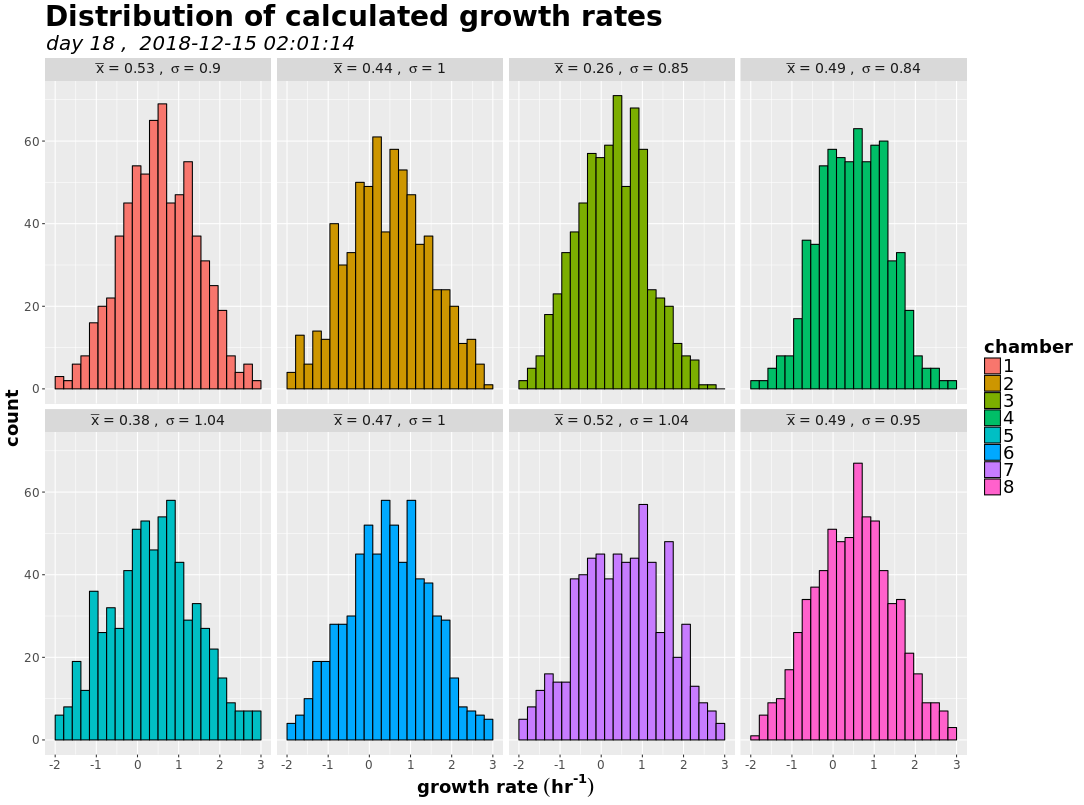 Distribution of calculated growth rates
day 18 ,  2018-12-15 02:01:14
x̅ = 0.53 ,  σ = 0.9
x̅ = 0.44 ,  σ = 1
x̅ = 0.26 ,  σ = 0.85
x̅ = 0.49 ,  σ = 0.84
60
40
20
0
x̅ = 0.38 ,  σ = 1.04
x̅ = 0.47 ,  σ = 1
x̅ = 0.52 ,  σ = 1.04
x̅ = 0.49 ,  σ = 0.95
60
40
20
0
-2 -1 0 1 2 3
-2 -1 0 1 2 3
-2 -1 0 1 2 3
-2 -1 0 1 2 3
count
growth rate (hr⁻¹)
chamber
1
2
3
4
5
6
7
8